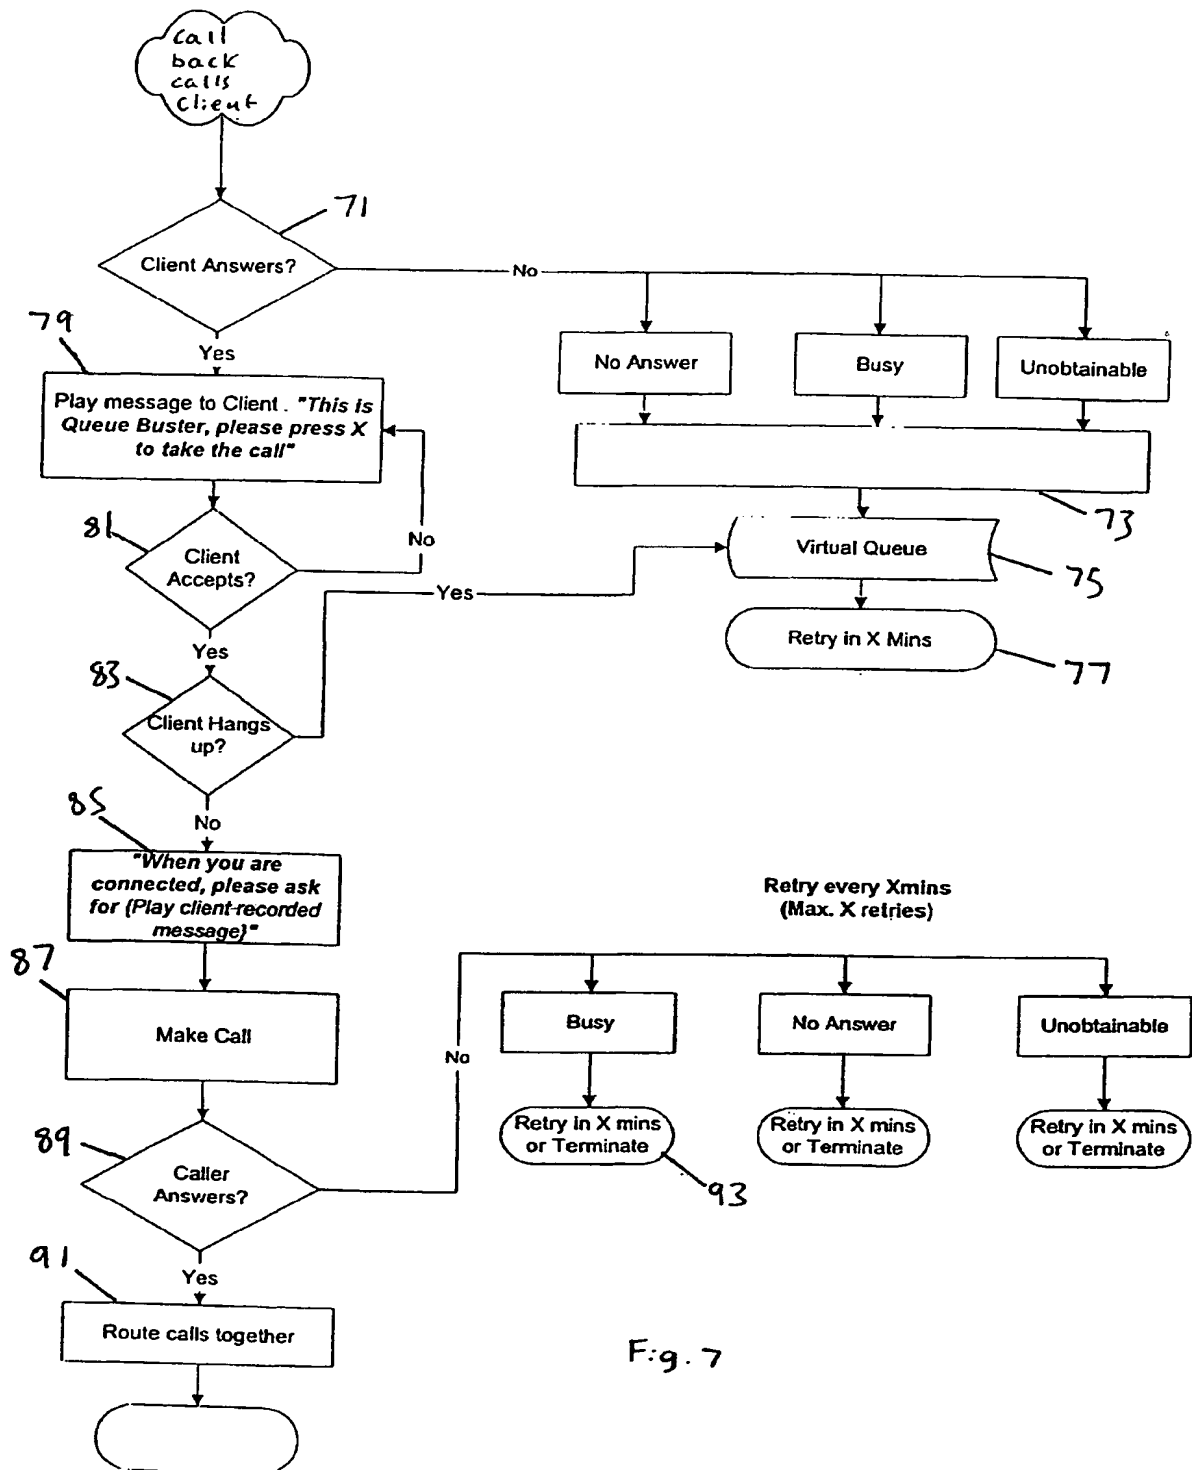 Call
back
calls
Client
71
Client Answers?
No
79
Yes
No Answer
Busy
Unobtainable
Play message to Client . "This is
Queue Buster, please press X
to take the call"
73
81
No
Client
Accepts?
Virtual Queue
75
Yes
Yes
Retry in X Mins
77
83
Client Hangs
up?
85
No
"When you are
connected, please ask
for {Play client-recorded
message}"
Retry every Xmins
(Max. X retries)
87
Make Call
Busy
No Answer
Unobtainable
No
89
Retry in X mins
or Terminate
Retry in X mins
or Terminate
Retry in X mins
or Terminate
93
Caller
Answers?
91
Yes
Route calls together
Fig. 7